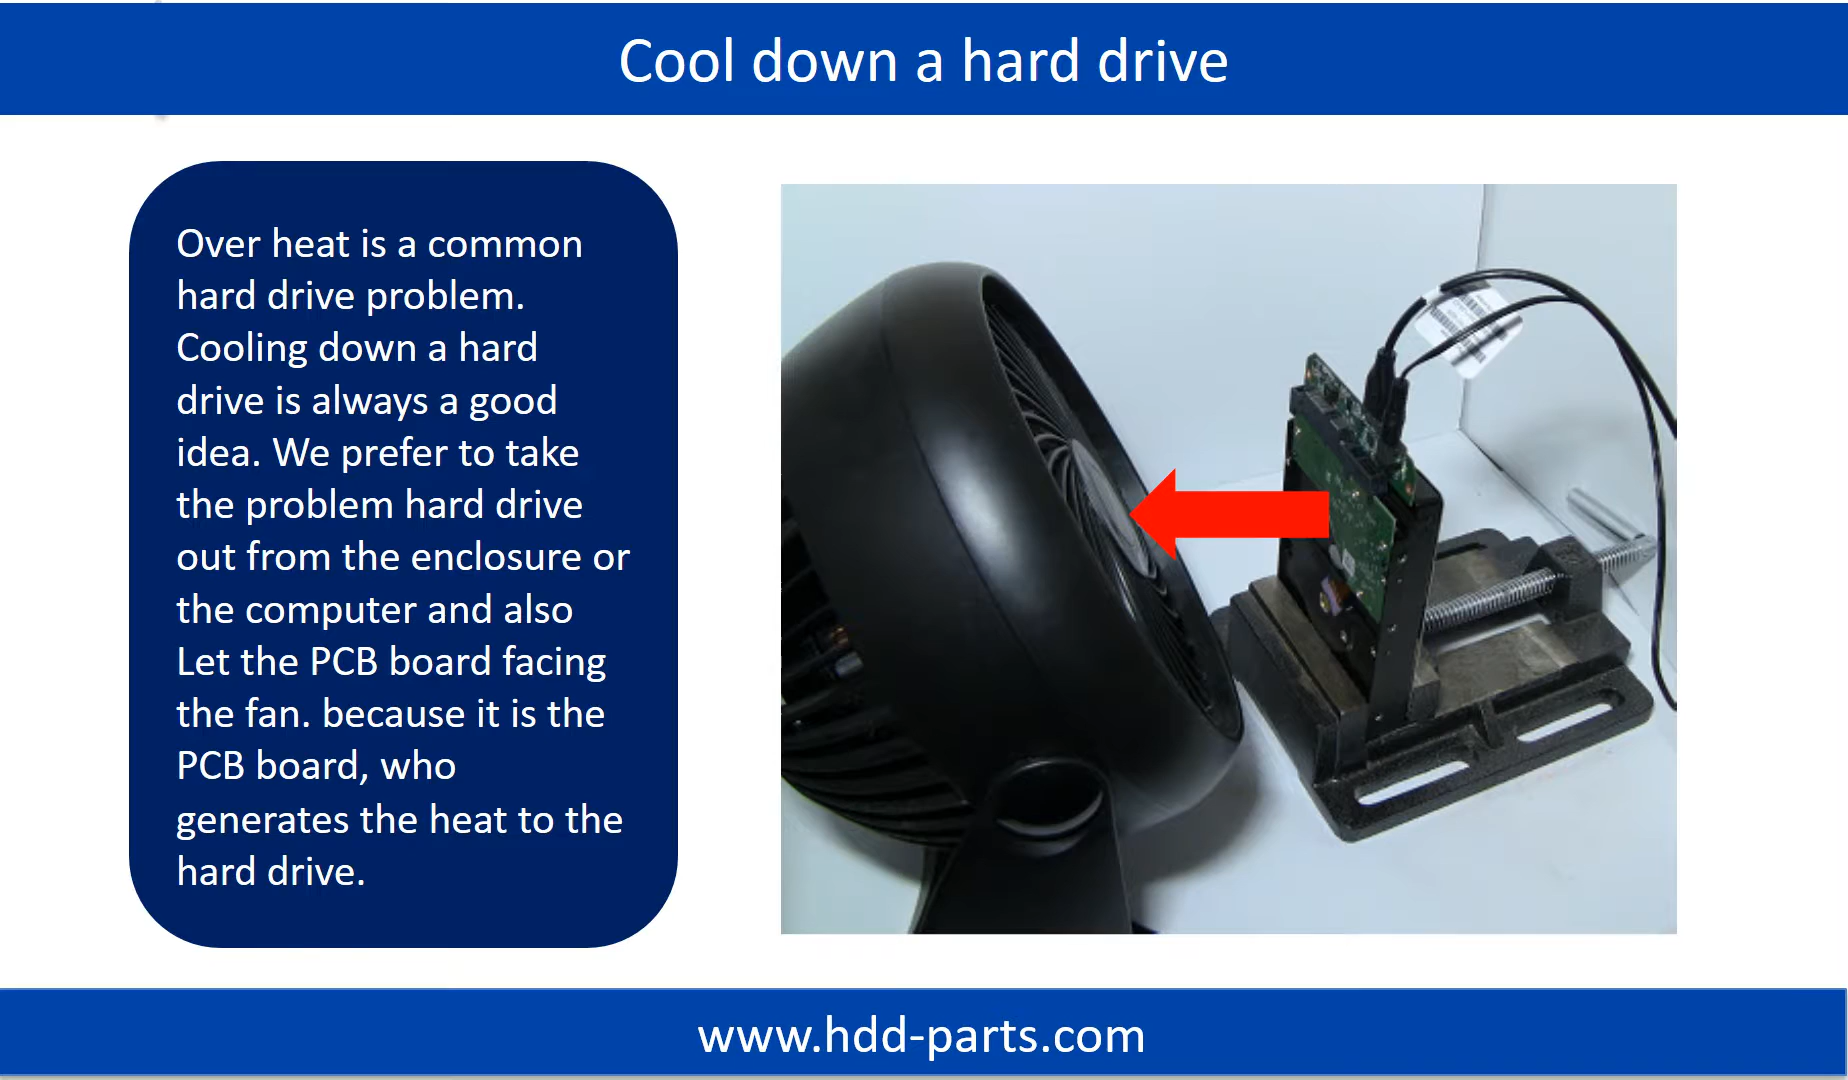 Cool down a hard drive
Over heat is a common
hard drive problem.
Cooling down a hard
drive is always a good
idea. We prefer to take
the problem hard drive
out from the enclosure or
the computer and also
Let the PCB board facing
the fan. because it is the
PCB board, who
generates the heat to the
hard drive.
www.hdd-parts.com